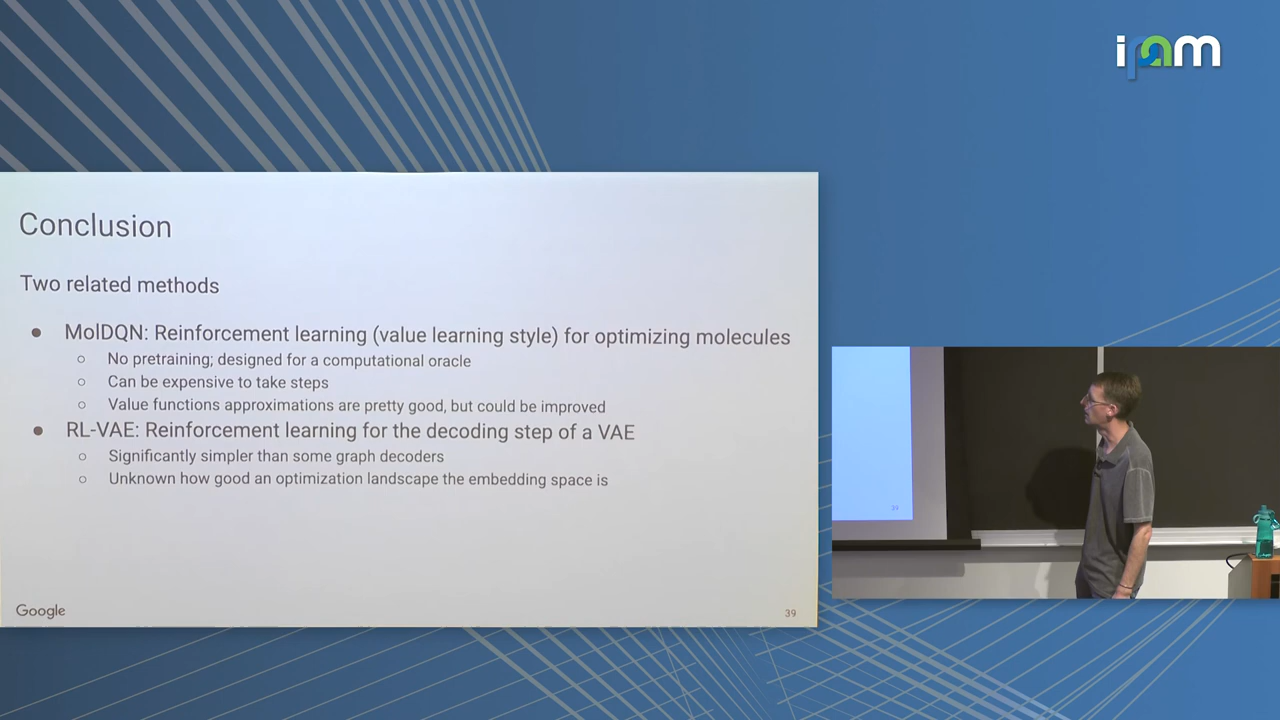 ipam
Conclusion
Two related methods
● MolDQN: Reinforcement learning (value learning style) for optimizing molecules
○ No pretraining; designed for a computational oracle
○ Can be expensive to take steps
○ Value functions approximations are pretty good, but could be improved
● RL-VAE: Reinforcement learning for the decoding step of a VAE
○ Significantly simpler than some graph decoders
○ Unknown how good an optimization landscape the embedding space is
Google
39
39